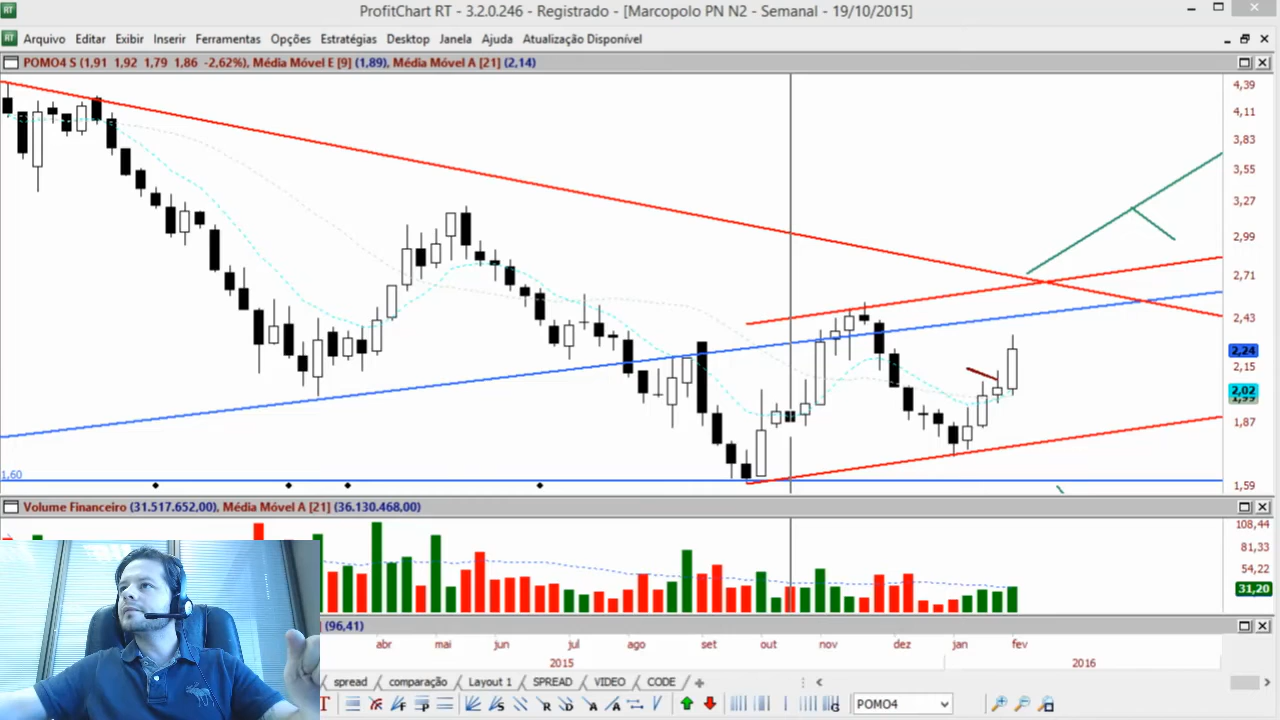 RT ProfitChart RT - 3.2.0.246 - Registrado - [Marcopolo PN N2 - Semanal - 19/10/2015]
RT Arquivo Editar Exibir Inserir Ferramentas Opções Estratégias Desktop Janela Ajuda Atualização Disponível
POMO4 S (1,91 1,92 1,79 1,86 -2,62%), Média Móvel E [9] (1,89), Média Móvel A [21] (2,14)
4,39
4,11
3,83
3,55
3,27
2,99
2,71
2,43
2,24
2,15
2,02
1,87
1,60
1,59
Volume Financeiro (31.517.652,00), Média Móvel A [21] (36.130.468,00)
108,44
81,33
54,22
31,20
(96,41)
abr mai jun jul ago set out nov dez jan fev
2015 2016
spread comparação Layout 1 SPREAD VIDEO CODE
POMO4